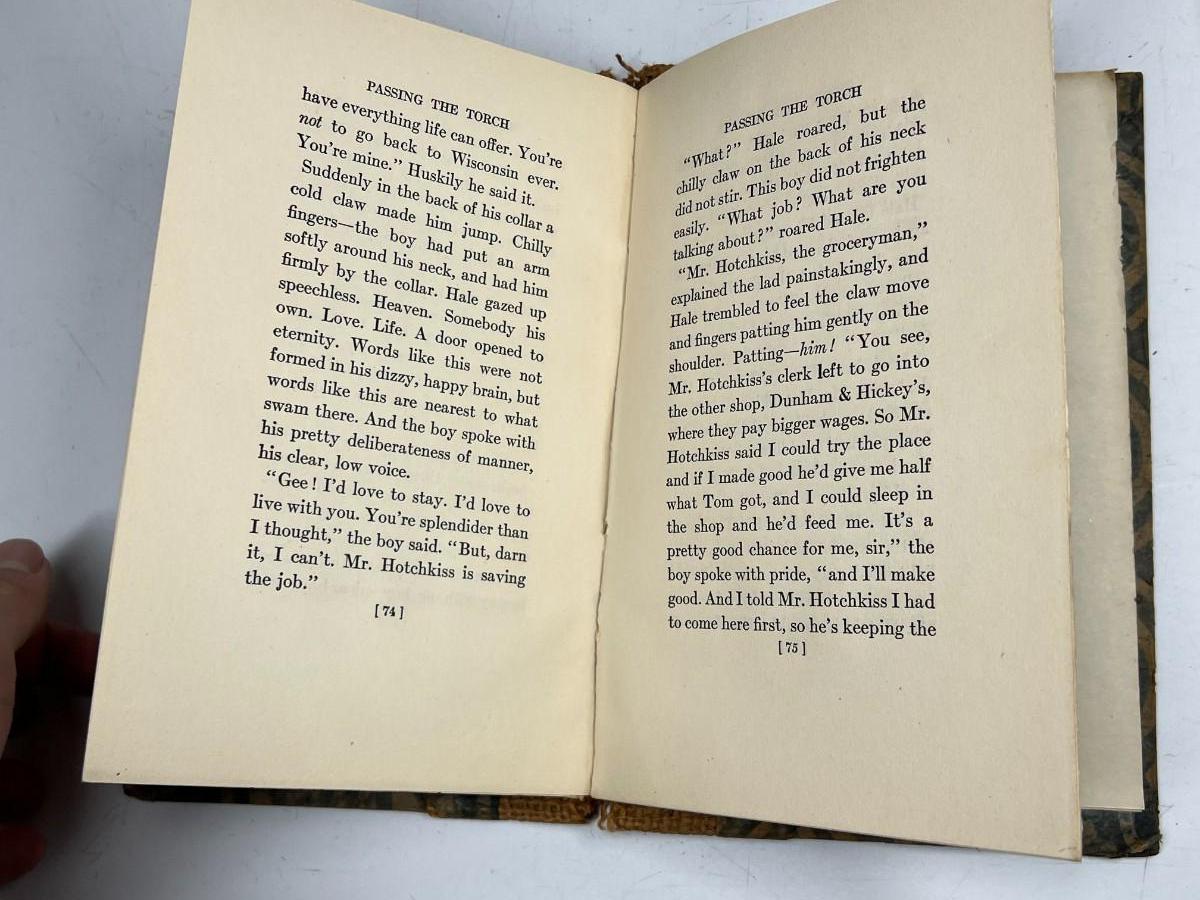 PASSING THE TORCH
have everything life can offer. You're
not to go back to Wisconsin ever.
You're mine." Huskily he said it.
Suddenly in the back of his collar a
cold claw made him jump. Chilly
fingers—the boy had put an arm
softly around his neck, and had him
firmly by the collar. Hale gazed up
speechless. Heaven. Somebody his
own. Love. Life. A door opened to
eternity. Words like this were not
formed in his dizzy, happy brain, but
words like this are nearest to what
swam there. And the boy spoke with
his pretty deliberateness of manner,
his clear, low voice.
"Gee! I'd love to stay. I'd love to
live with you. You're splendider than
I thought," the boy said. "But, darn
it, I can't. Mr. Hotchkiss is saving
the job."
[ 74 ]
PASSING THE TORCH
"What?" Hale roared, but the
chilly claw on the back of his neck
did not stir. This boy did not frighten
easily. "What job? What are you
talking about?" roared Hale.
"Mr. Hotchkiss, the groceryman,"
explained the lad painstakingly, and
Hale trembled to feel the claw move
and fingers patting him gently on the
shoulder. Patting—him! "You see,
Mr. Hotchkiss's clerk left to go into
the other shop, Dunham & Hickey's,
where they pay bigger wages. So Mr.
Hotchkiss said I could try the place
and if I made good he'd give me half
what Tom got, and I could sleep in
the shop and he'd feed me. It's a
pretty good chance for me, sir," the
boy spoke with pride, "and I'll make
good. And I told Mr. Hotchkiss I had
to come here first, so he's keeping the
[ 75 ]